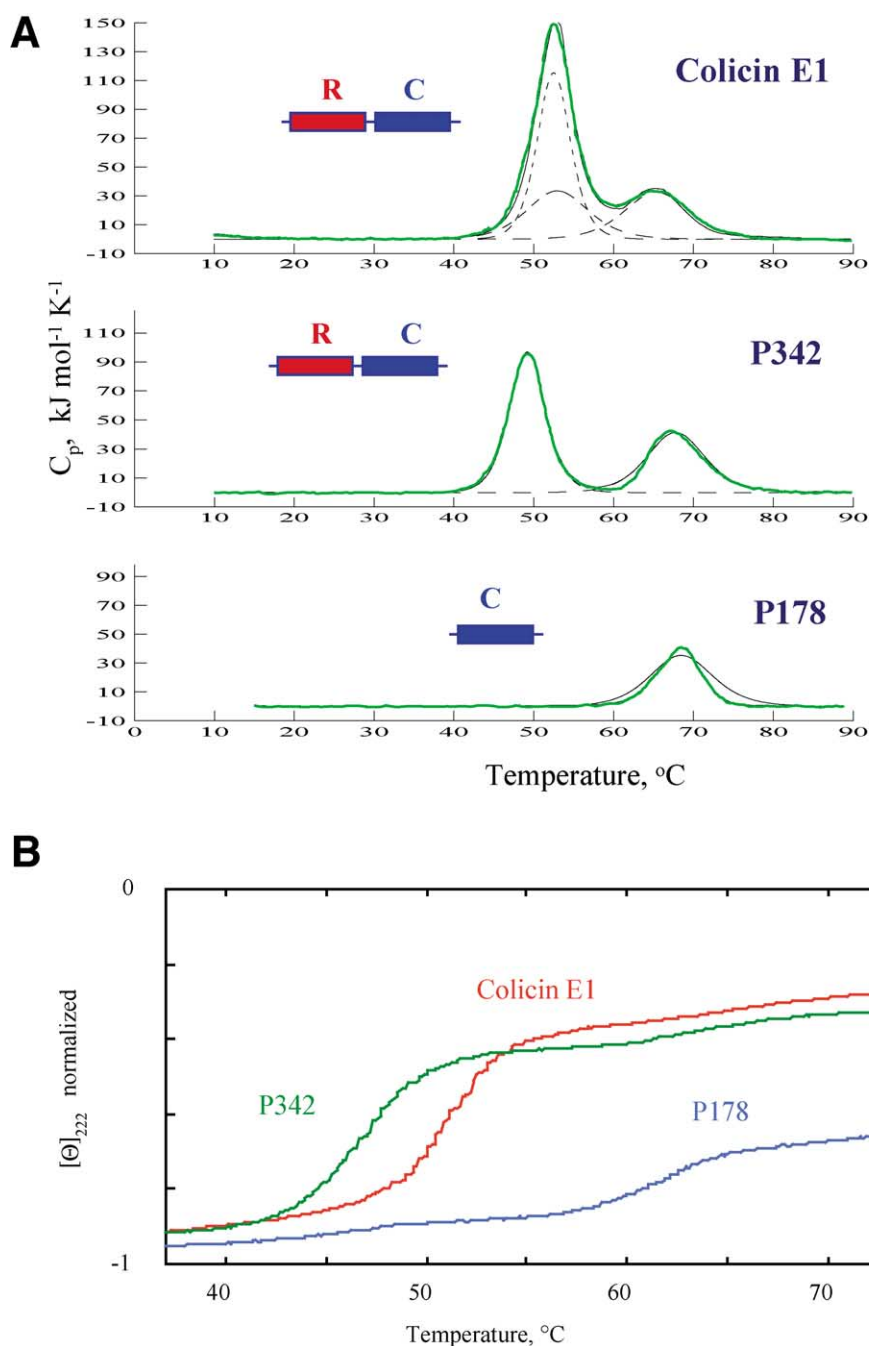 A
150
130
110
90
70
50
30
10
-10
R C
Colicin E1
10 20 30 40 50 60 70 80 90
Cp, kJ mol-1 K-1
110
90
70
50
30
10
-10
R C
P342
10 20 30 40 50 60 70 80 90
90
70
50
30
10
-10
C
P178
0 10 20 30 40 50 60 70 80 90
Temperature, °C
B
0
-1
[Θ]222 normalized
Colicin E1
P342
P178
40 50 60 70
Temperature, °C